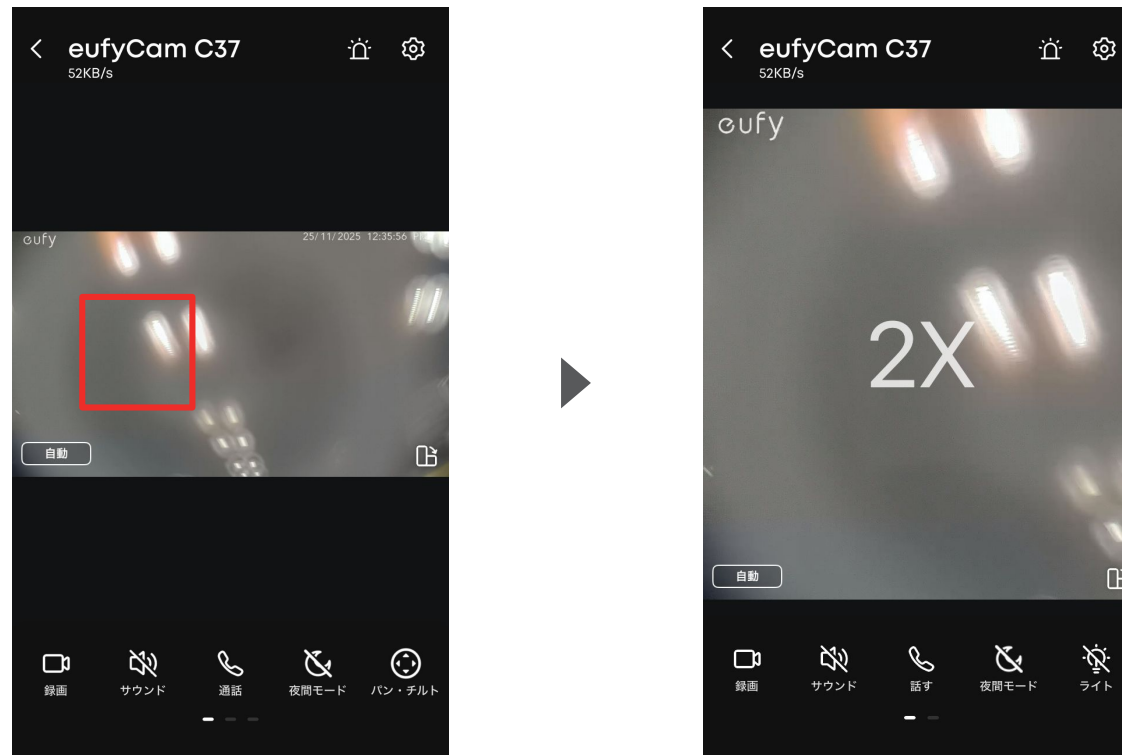 eufyCam C37
52KB/s
eufy
25/11/2025 12:35:56
自動
録画
サウンド
通話
夜間モード
パン・チルト
eufyCam C37
52KB/s
eufy
2X
自動
録画
サウンド
話す
夜間モード
ライト